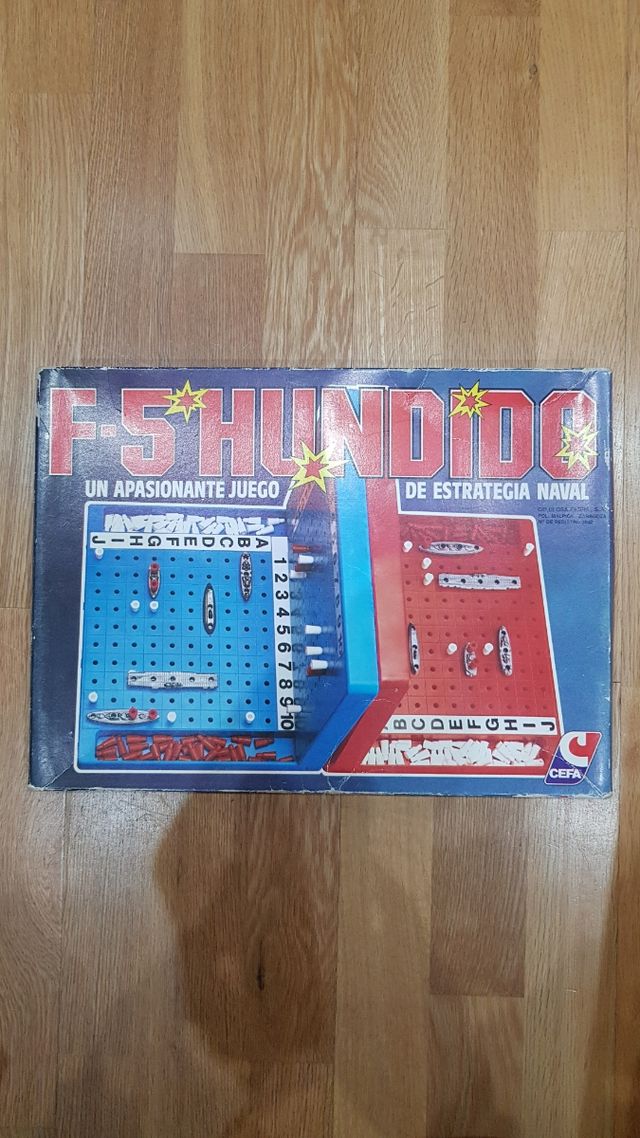 F-5 HUNDIDO
UN APASIONANTE JUEGO DE ESTRATEGIA NAVAL
J I H G F E D C B A
1
2
3
4
5
6
7
8
9
10
B C D E F G H I J
CEFA